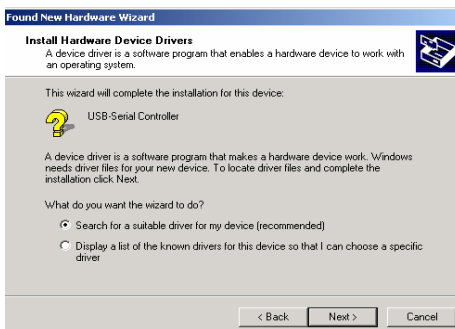 Found New Hardware Wizard
Install Hardware Device Drivers
A device driver is a software program that enables a hardware device to work with
an operating system.
This wizard will complete the installation for this device:
USB-Serial Controller
A device driver is a software program that makes a hardware device work. Windows
needs driver files for your new device. To locate driver files and complete the
installation click Next.
What do you want the wizard to do?
Search for a suitable driver for my device (recommended)
Display a list of the known drivers for this device so that I can choose a specific
driver
< Back Next > Cancel